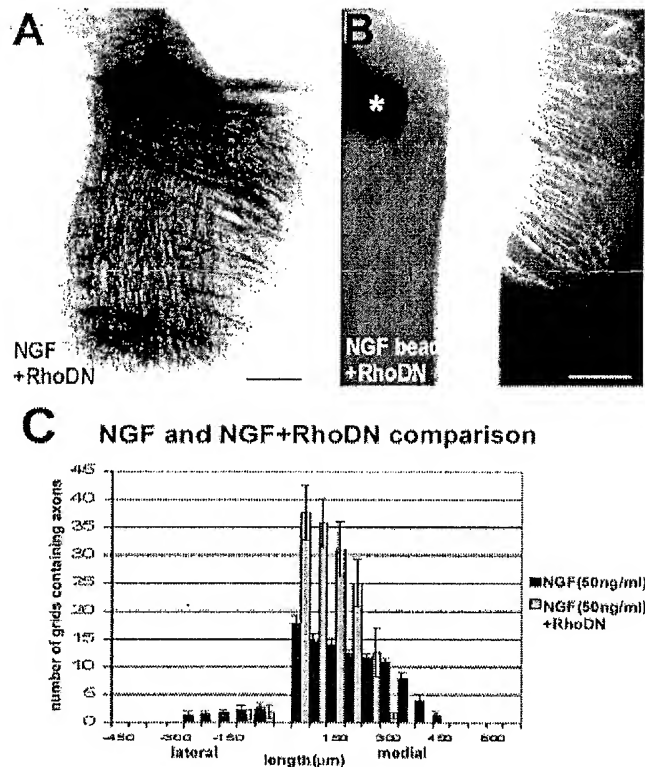 A
B
*
NGF
+RhoDN
NGF bead
+RhoDN
C NGF and NGF+RhoDN comparison
number of grids containing axons
45
40
35
30
25
20
15
10
5
0
NGF(50ng/ml)
NGF(50ng/ml)
+RhoDN
-450 -300 -150 0 150 300 450 600
lateral length(μm) medial